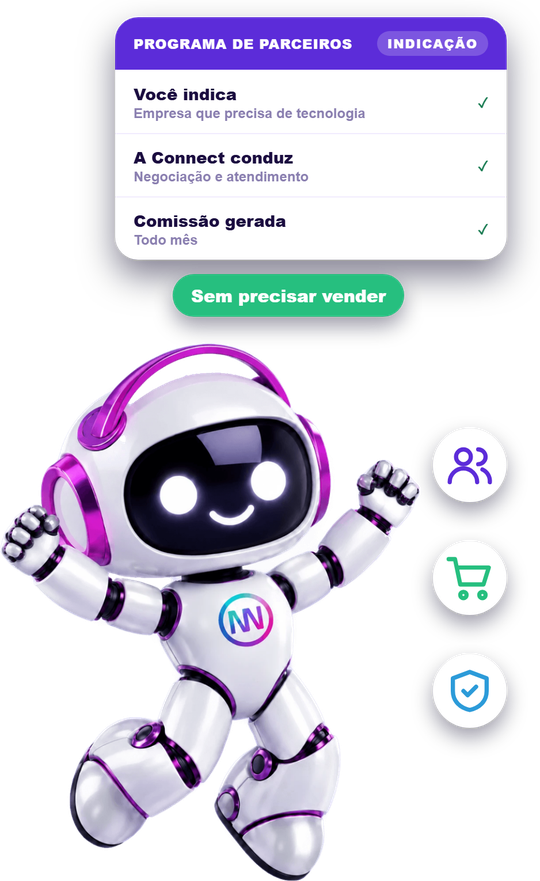 PROGRAMA DE PARCEIROS INDICAÇÃO
Você indica
Empresa que precisa de tecnologia
A Connect conduz
Negociação e atendimento
Comissão gerada
Todo mês
Sem precisar vender